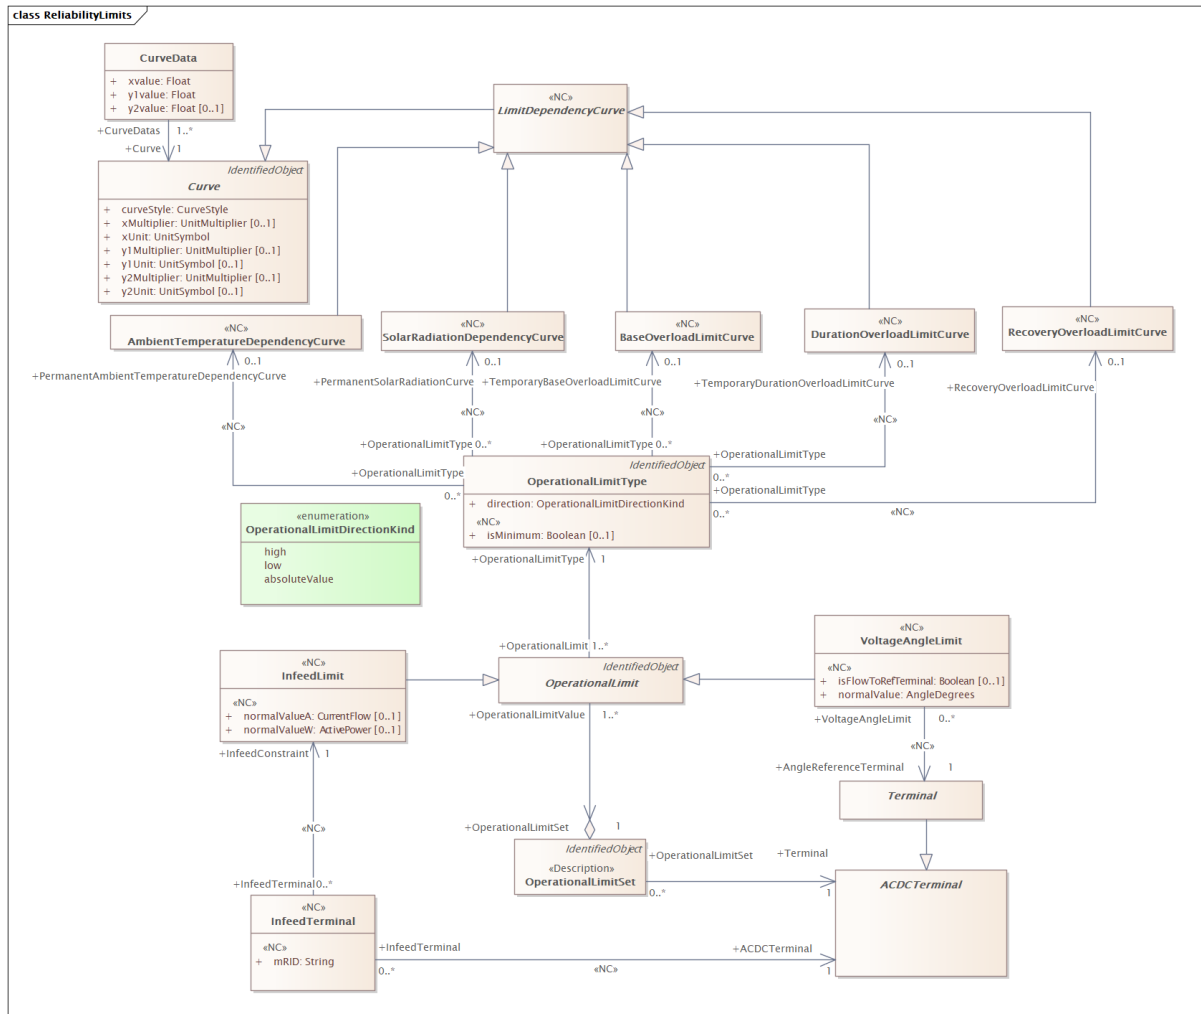 class ReliabilityLimits
CurveData
+ xvalue: Float
+ y1value: Float
+ y2value: Float [0..1]
+CurveDatas 1..*
+Curve 1
IdentifiedObject
Curve
+ curveStyle: CurveStyle
+ xMultiplier: UnitMultiplier [0..1]
+ xUnit: UnitSymbol
+ y1Multiplier: UnitMultiplier [0..1]
+ y1Unit: UnitSymbol [0..1]
+ y2Multiplier: UnitMultiplier [0..1]
+ y2Unit: UnitSymbol [0..1]
«NC»
LimitDependencyCurve
«NC»
AmbientTemperatureDependencyCurve
«NC»
SolarRadiationDependencyCurve
«NC»
BaseOverloadLimitCurve
«NC»
DurationOverloadLimitCurve
«NC»
RecoveryOverloadLimitCurve
0..1
+PermanentAmbientTemperatureDependencyCurve
«NC»
+OperationalLimitType
0..*
0..1
+PermanentSolarRadiationCurve
«NC»
+OperationalLimitType 0..*
0..1
+TemporaryBaseOverloadLimitCurve
«NC»
+OperationalLimitType 0..*
0..1
+TemporaryDurationOverloadLimitCurve
«NC»
+OperationalLimitType
0..*
0..1
+RecoveryOverloadLimitCurve
+OperationalLimitType
0..*
«NC»
IdentifiedObject
OperationalLimitType
+ direction: OperationalLimitDirectionKind
«NC»
+ isMinimum: Boolean [0..1]
+OperationalLimitType 1
«enumeration»
OperationalLimitDirectionKind
high
low
absoluteValue
+OperationalLimit 1..*
IdentifiedObject
OperationalLimit
+OperationalLimitValue 1..*
«NC»
InfeedLimit
«NC»
+ normalValueA: CurrentFlow [0..1]
+ normalValueW: ActivePower [0..1]
+InfeedConstraint 1
«NC»
VoltageAngleLimit
«NC»
+ isFlowToRefTerminal: Boolean [0..1]
+ normalValue: AngleDegrees
+VoltageAngleLimit 0..*
«NC»
+AngleReferenceTerminal 1
Terminal
«NC»
+OperationalLimitSet 1
IdentifiedObject
«Description»
OperationalLimitSet
+OperationalLimitSet
0..*
+Terminal
1
ACDCTerminal
+InfeedTerminal 0..*
«NC»
InfeedTerminal
«NC»
+ mRID: String
+InfeedTerminal
0..*
«NC»
+ACDCTerminal
1